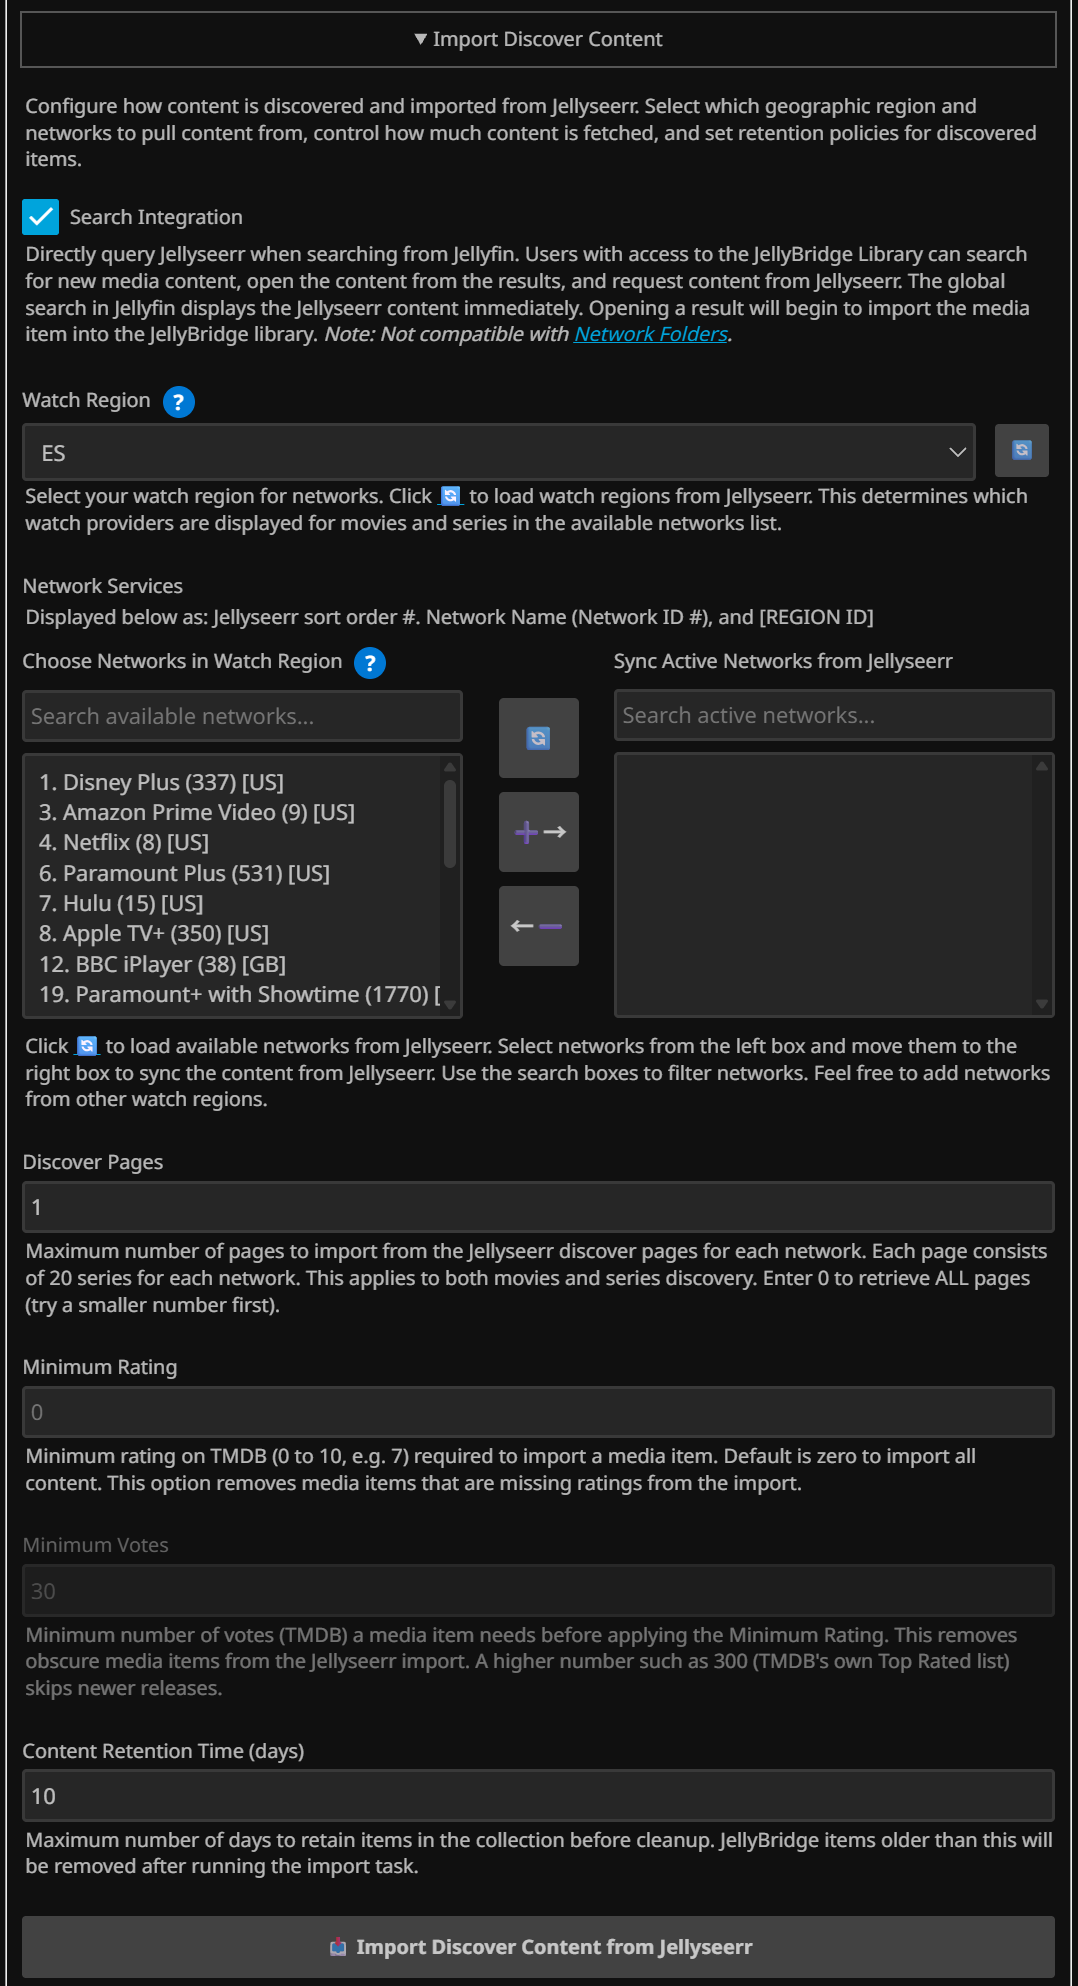 ▼ Import Discover Content
Configure how content is discovered and imported from Jellyseerr. Select which geographic region and
networks to pull content from, control how much content is fetched, and set retention policies for discovered
items.
Search Integration
Directly query Jellyseerr when searching from Jellyfin. Users with access to the JellyBridge Library can search
for new media content, open the content from the results, and request content from Jellyseerr. The global
search in Jellyfin displays the Jellyseerr content immediately. Opening a result will begin to import the media
item into the JellyBridge library. Note: Not compatible with Network Folders.
Watch Region ?
ES
Select your watch region for networks. Click 🔄 to load watch regions from Jellyseerr. This determines which
watch providers are displayed for movies and series in the available networks list.
Network Services
Displayed below as: Jellyseerr sort order #. Network Name (Network ID #), and [REGION ID]
Choose Networks in Watch Region ?
Search available networks...
1. Disney Plus (337) [US]
3. Amazon Prime Video (9) [US]
4. Netflix (8) [US]
6. Paramount Plus (531) [US]
7. Hulu (15) [US]
8. Apple TV+ (350) [US]
12. BBC iPlayer (38) [GB]
19. Paramount+ with Showtime (1770) [
➕→
←➖
Sync Active Networks from Jellyseerr
Search active networks...
Click 🔄 to load available networks from Jellyseerr. Select networks from the left box and move them to the
right box to sync the content from Jellyseerr. Use the search boxes to filter networks. Feel free to add networks
from other watch regions.
Discover Pages
1
Maximum number of pages to import from the Jellyseerr discover pages for each network. Each page consists
of 20 series for each network. This applies to both movies and series discovery. Enter 0 to retrieve ALL pages
(try a smaller number first).
Minimum Rating
0
Minimum rating on TMDB (0 to 10, e.g. 7) required to import a media item. Default is zero to import all
content. This option removes media items that are missing ratings from the import.
Minimum Votes
30
Minimum number of votes (TMDB) a media item needs before applying the Minimum Rating. This removes
obscure media items from the Jellyseerr import. A higher number such as 300 (TMDB's own Top Rated list)
skips newer releases.
Content Retention Time (days)
10
Maximum number of days to retain items in the collection before cleanup. JellyBridge items older than this will
be removed after running the import task.
📥 Import Discover Content from Jellyseerr